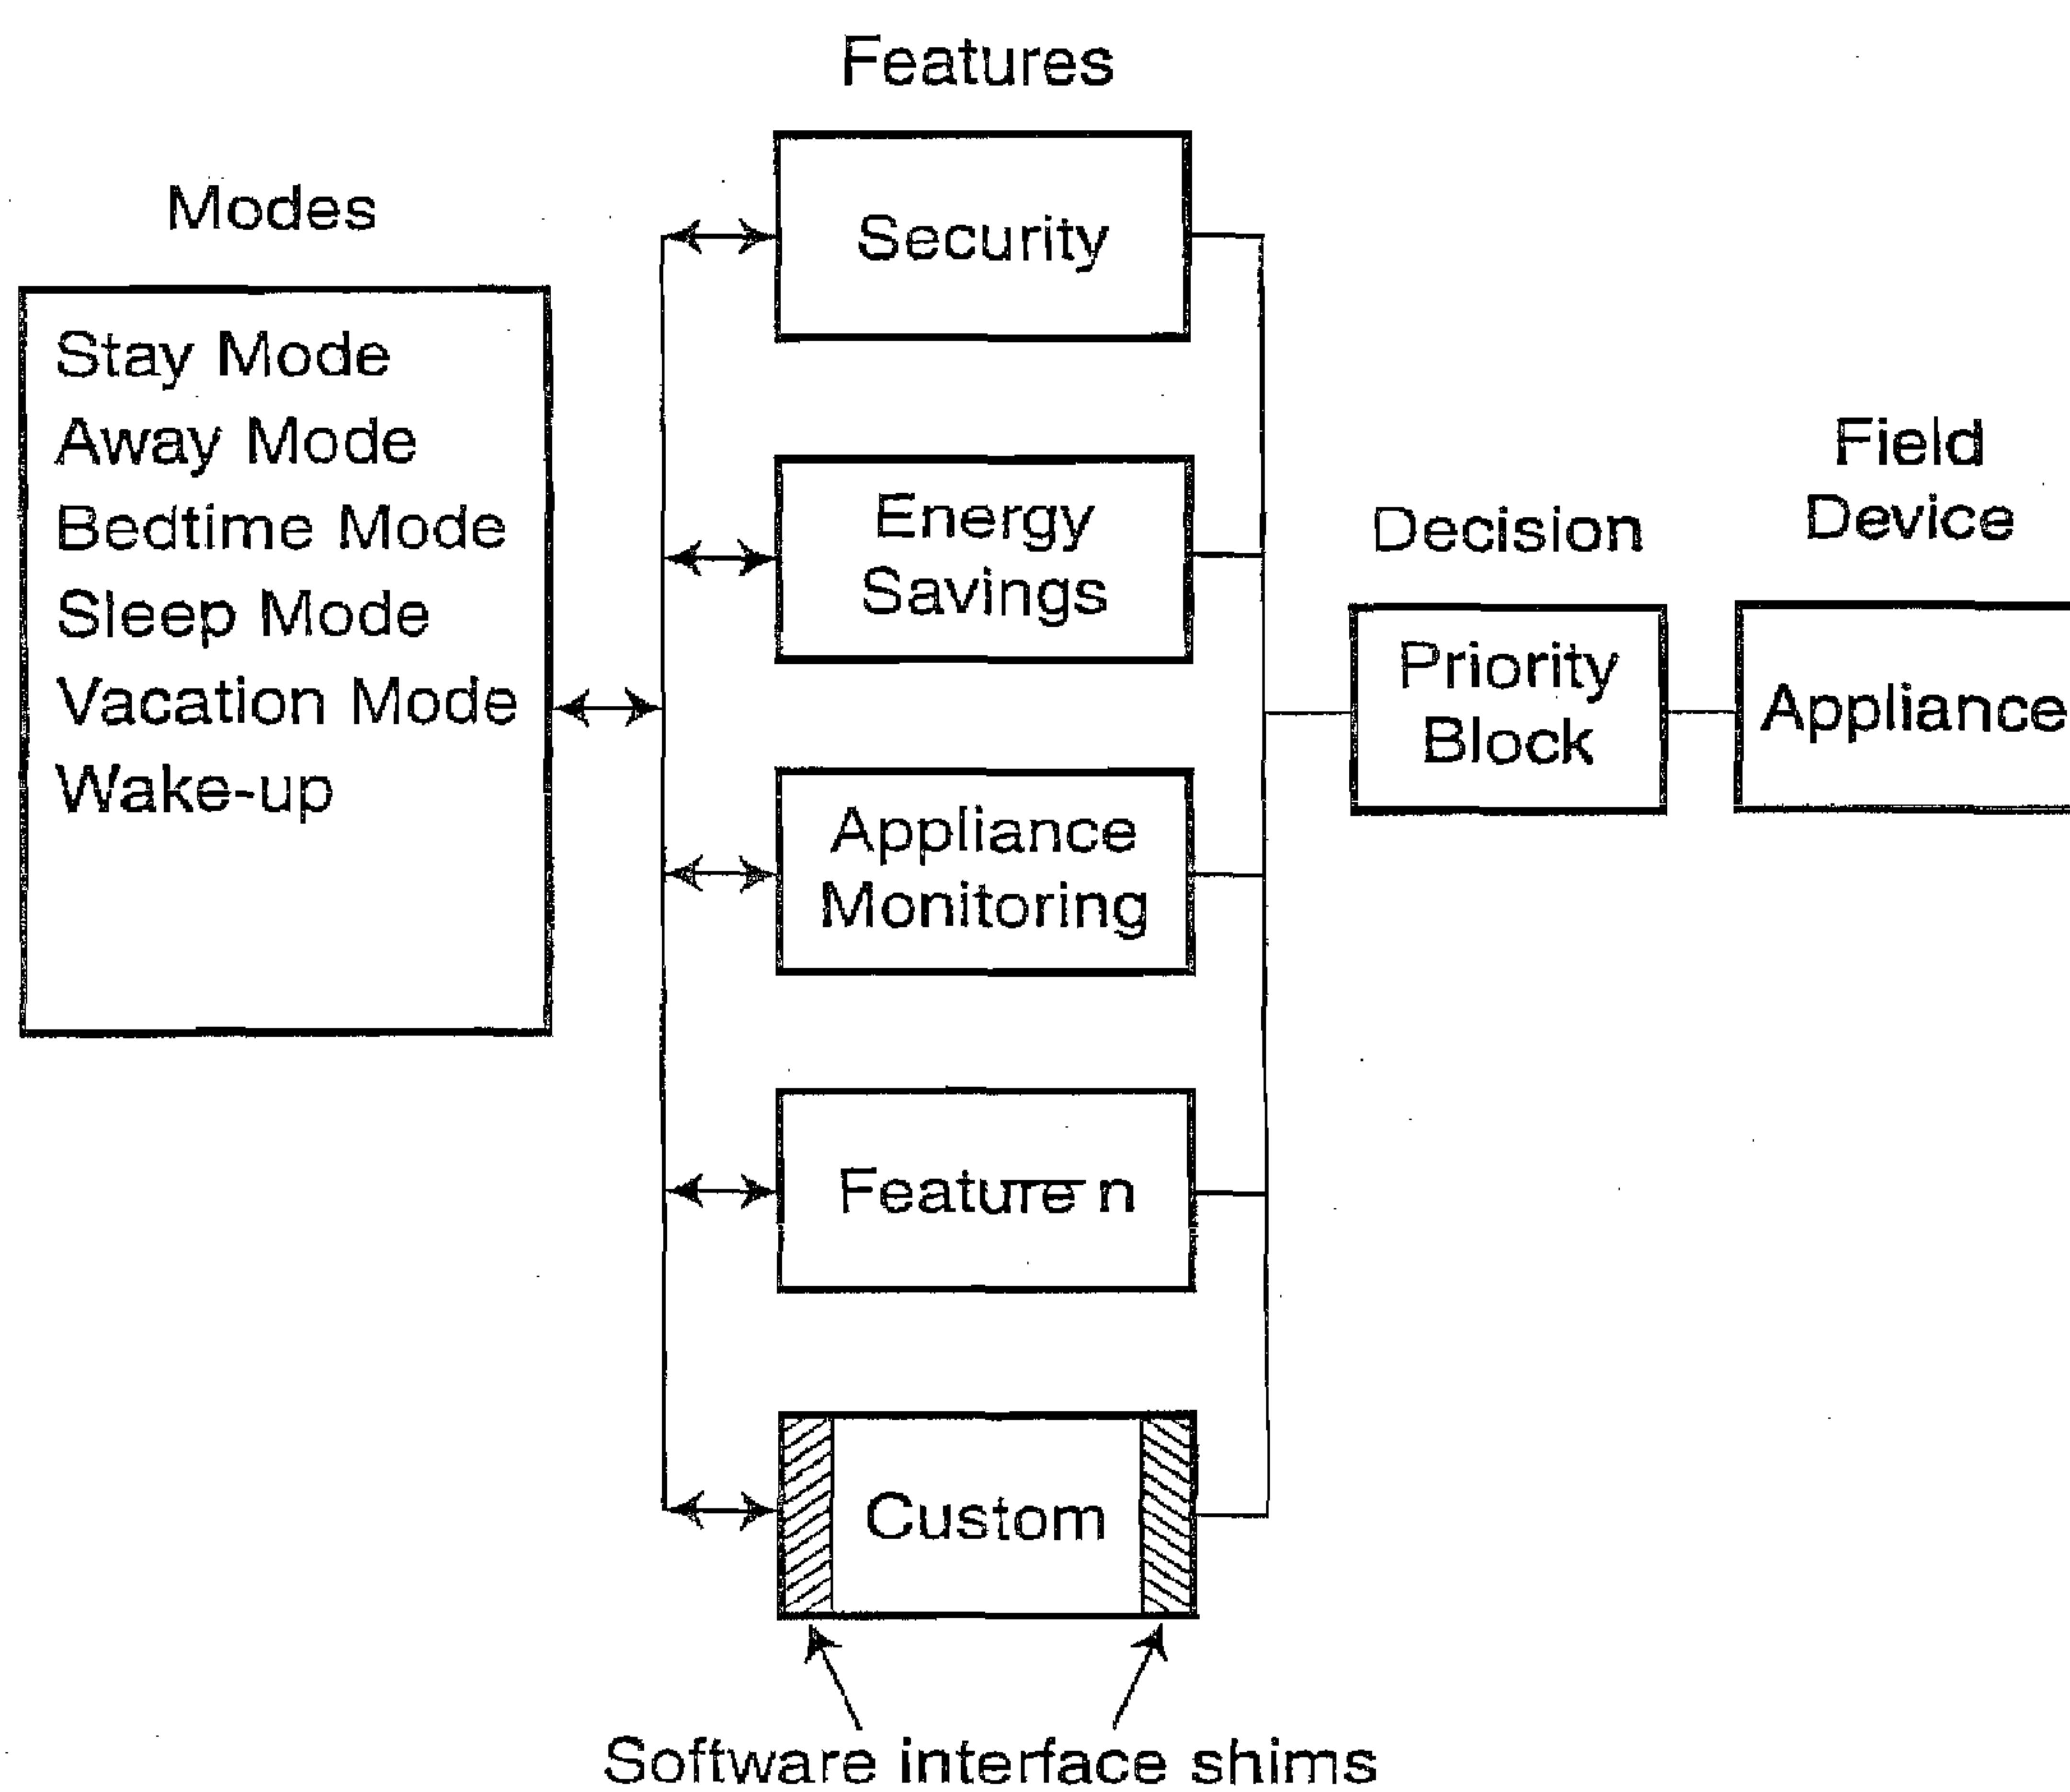 Features
Modes
Security
Stay Mode
Away Mode
Bedtime Mode
Sleep Mode
Vacation Mode
Wake-up
Energy
Savings
Appliance
Monitoring
Feature n
Custom
Decision
Priority
Block
Field
Device
Appliance
Software interface shims